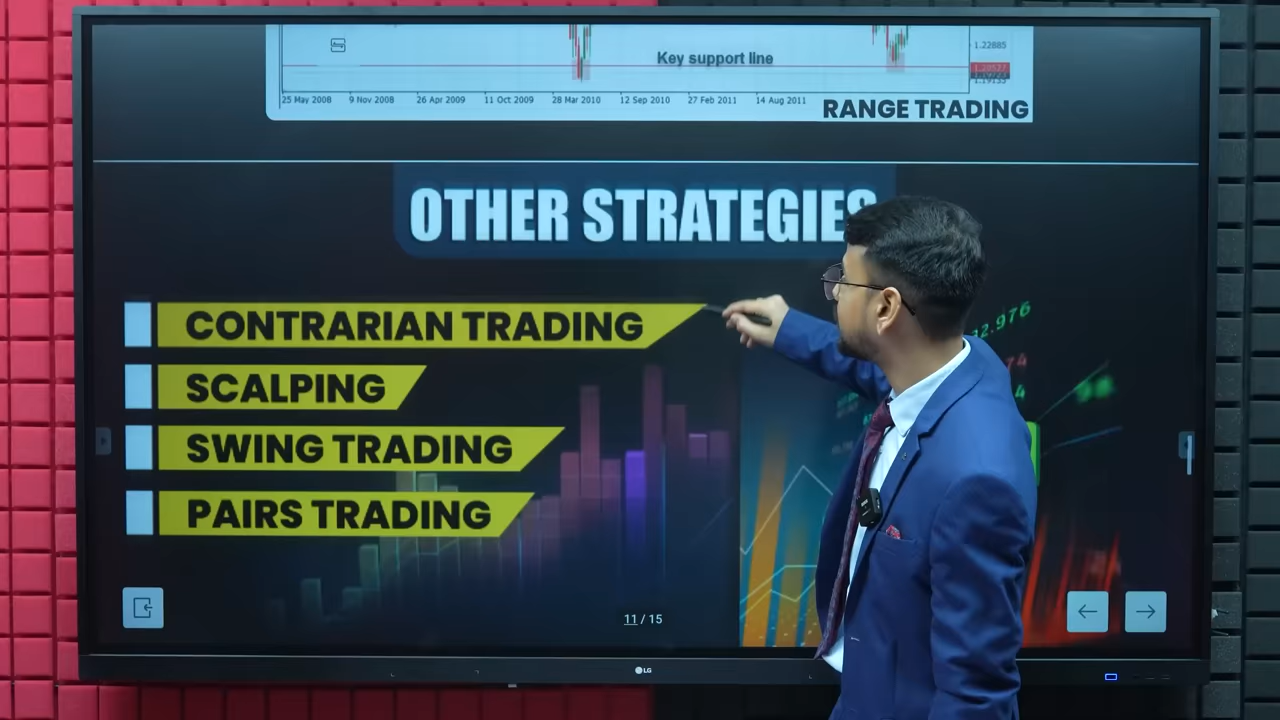 Key support line
1.22885
1.20577
25 May 2008 9 Nov 2008 26 Apr 2009 11 Oct 2009 28 Mar 2010 12 Sep 2010 27 Feb 2011 14 Aug 2011
RANGE TRADING
OTHER STRATEGIES
CONTRARIAN TRADING
SCALPING
SWING TRADING
PAIRS TRADING
11 / 15
LG